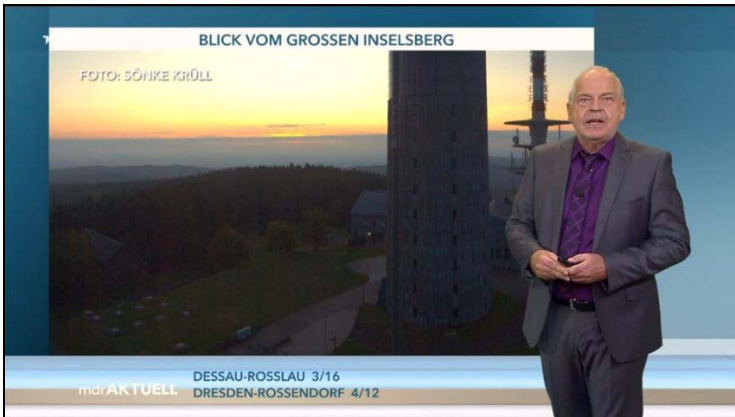 BLICK VOM GROSSEN INSELSBERG
FOTO: SÖNKE KRÜLL
DESSAU-ROSSLAU 3/16
mdrAKTUELL
DRESDEN-ROSSENDORF 4/12